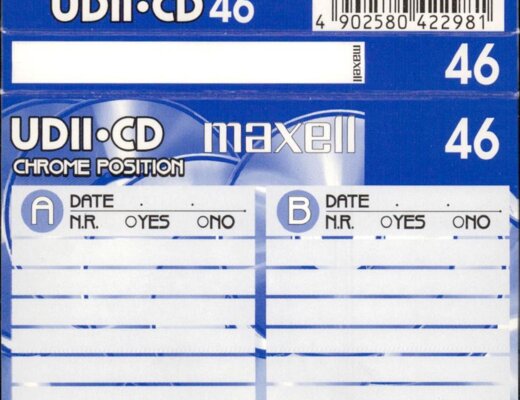 UDII•CD 46
4 902580 422981
maxell 46
UDII•CD maxell 46
CHROME POSITION
A DATE . .
N.R. ○YES ○NO
B DATE . .
N.R. ○YES ○NO